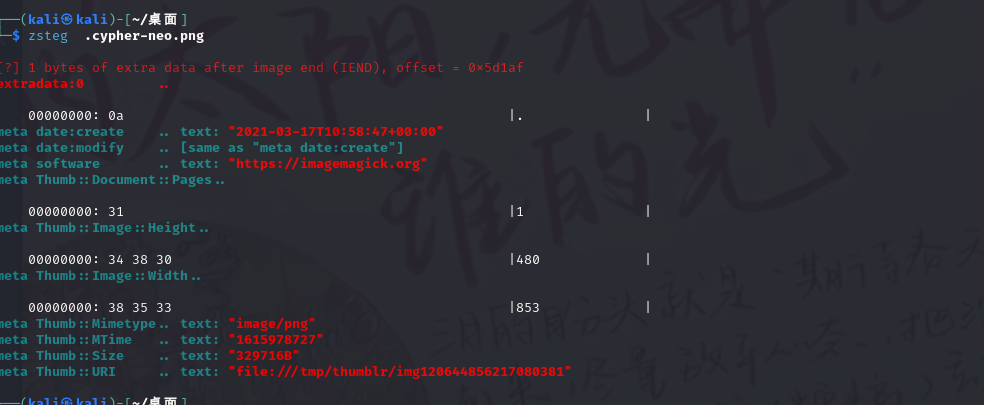 (kali㉿kali)-[~/桌面]
$ zsteg  .cypher-neo.png
[?] 1 bytes of extra data after image end (IEND), offset = 0x5d1af
extradata:0         ..
00000000: 0a                                                |.               |
meta date:create    .. text: "2021-03-17T10:58:47+00:00"
meta date:modify    .. [same as "meta date:create"]
meta software       .. text: "https://imagemagick.org"
meta Thumb::Document::Pages..
00000000: 31                                                |1               |
meta Thumb::Image::Height..
00000000: 34 38 30                                          |480             |
meta Thumb::Image::Width..
00000000: 38 35 33                                          |853             |
meta Thumb::Mimetype.. text: "image/png"
meta Thumb::MTime   .. text: "1615978727"
meta Thumb::Size    .. text: "329716B"
meta Thumb::URI     .. text: "file:///tmp/thumblr/img120644856217080381"
(kali㉿kali)-[~/桌面]
太阳
谁的光